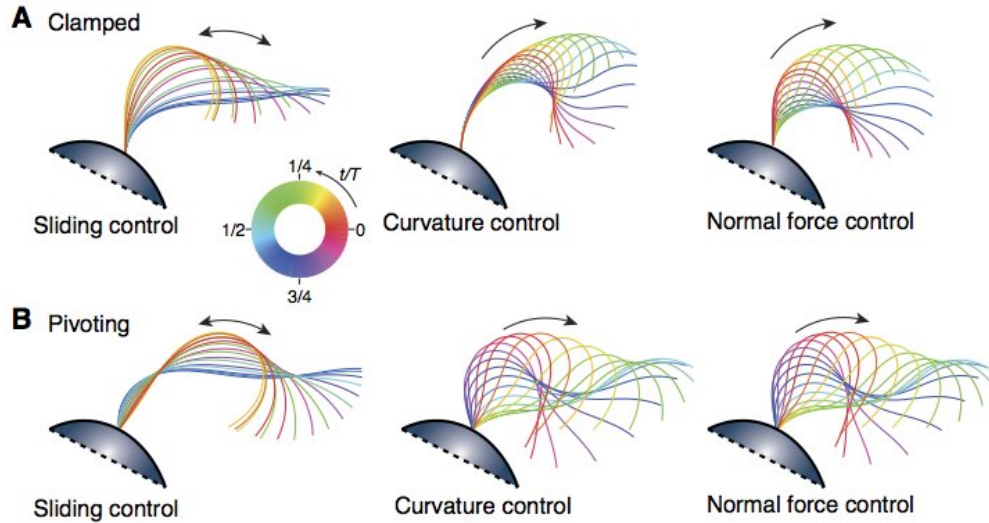 A Clamped
Sliding control
1/4
t/T
1/2
0
3/4
Curvature control
Normal force control
B Pivoting
Sliding control
Curvature control
Normal force control